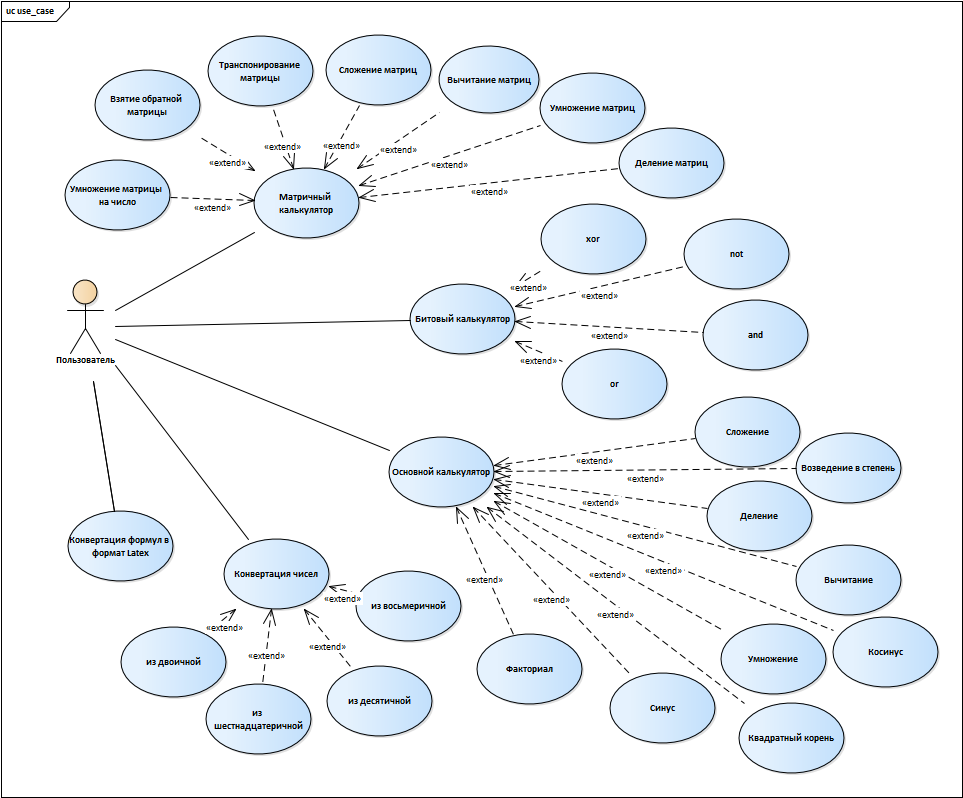 uc use_case
Транспонирование
матрицы
Сложение матриц
Вычитание матриц
Взятие обратной
матрицы
Умножение матриц
«extend»
«extend»
«extend»
«extend»
«extend»
Деление матриц
Умножение матрицы
на число
«extend»
«extend»
Матричный
калькулятор
xor
not
«extend»
«extend»
Битовый калькулятор
«extend»
and
«extend»
or
Пользователь
Сложение
«extend»
Основной калькулятор
Возведение в степень
«extend»
«extend»
Деление
«extend»
Конвертация формул в
формат Latex
Конвертация чисел
«extend»
«extend»
«extend»
Вычитание
«extend»
из восьмеричной
«extend»
«extend»
«extend»
«extend»
«extend»
из двоичной
из
шестнадцатеричной
из десятичной
Факториал
Синус
Умножение
Косинус
Квадратный корень